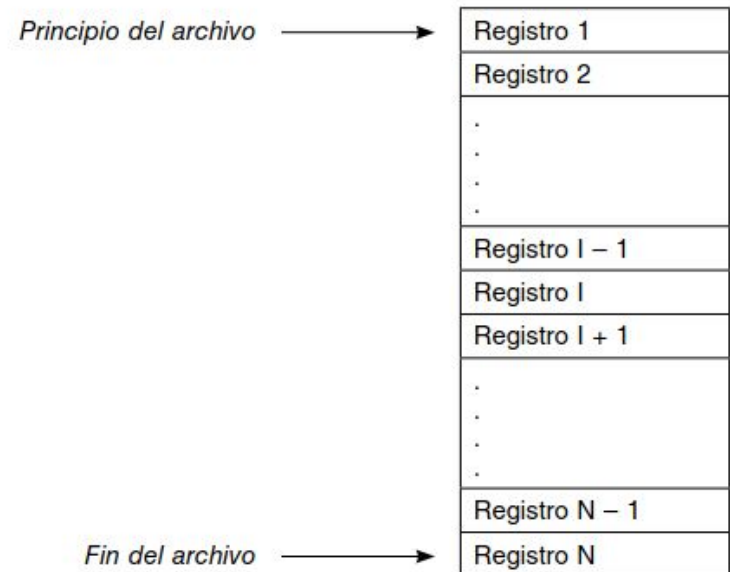 Principio del archivo
Registro 1
Registro 2
.
.
.
.
Registro I – 1
Registro I
Registro I + 1
.
.
.
.
Registro N – 1
Fin del archivo
Registro N